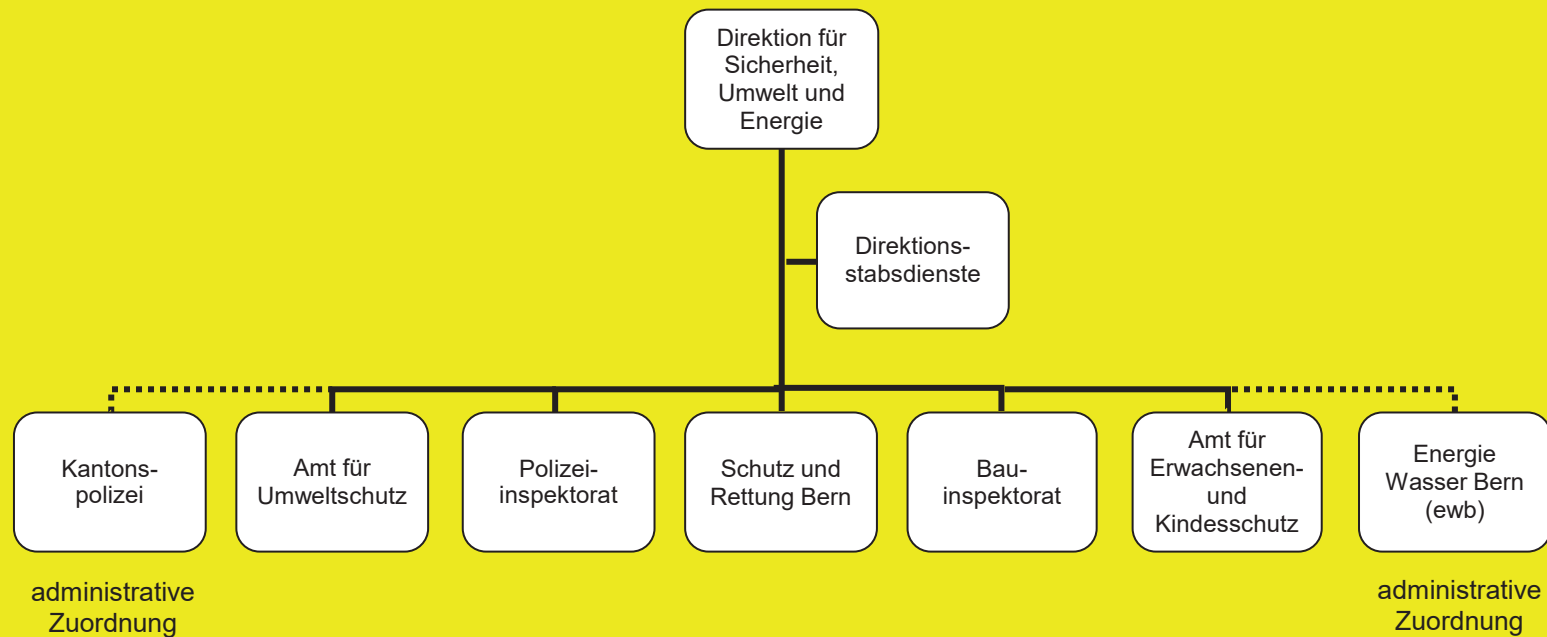 Direktion für
Sicherheit,
Umwelt und
Energie
Direktions-
stabsdienste
Kantons-
polizei
Amt für
Umweltschutz
Polizei-
inspektorat
Schutz und
Rettung Bern
Bau-
inspektorat
Amt für
Erwachsenen-
und
Kindesschutz
Energie
Wasser Bern
(ewb)
administrative
Zuordnung
administrative
Zuordnung